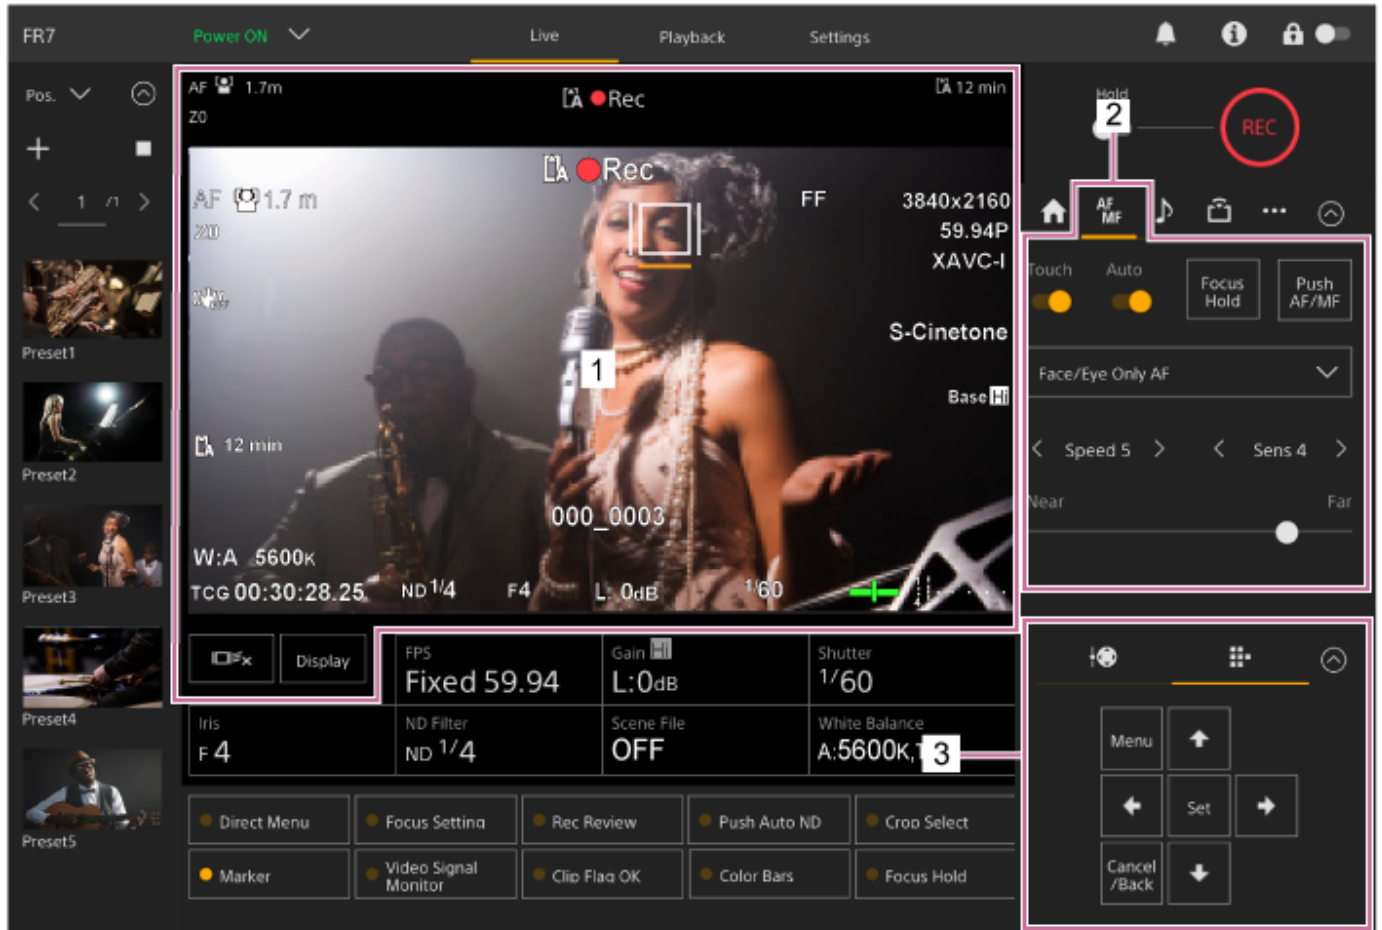 FR7 Power ON Live Playback Settings
Pos.
1 /1
Preset1
Preset2
Preset3
Preset4
Preset5
AF 1.7m A Rec A 12 min
Z0
A Rec
AF 1.7 m FF 3840x2160
Z0 59.94P
XAVC-I
OFF
S-Cinetone
1
Base Hi
A 12 min
000_0003
W:A 5600K
TCG 00:30:28.25 ND 1/4 F4 L: 0dB 1/60
Display
FPS
Fixed 59.94
Gain Hi
L:0dB
Shutter
1/60
Iris
F 4
ND Filter
ND 1/4
Scene File
OFF
White Balance
A:5600K,T
3
Direct Menu Focus Setting Rec Review Push Auto ND Crop Select
Marker Video Signal Monitor Clip Flag OK Color Bars Focus Hold
Hold
2
REC
AF
MF
Touch Auto
Focus
Hold
Push
AF/MF
Face/Eye Only AF
Speed 5 Sens 4
Near Far
Menu
Set
Cancel
/Back